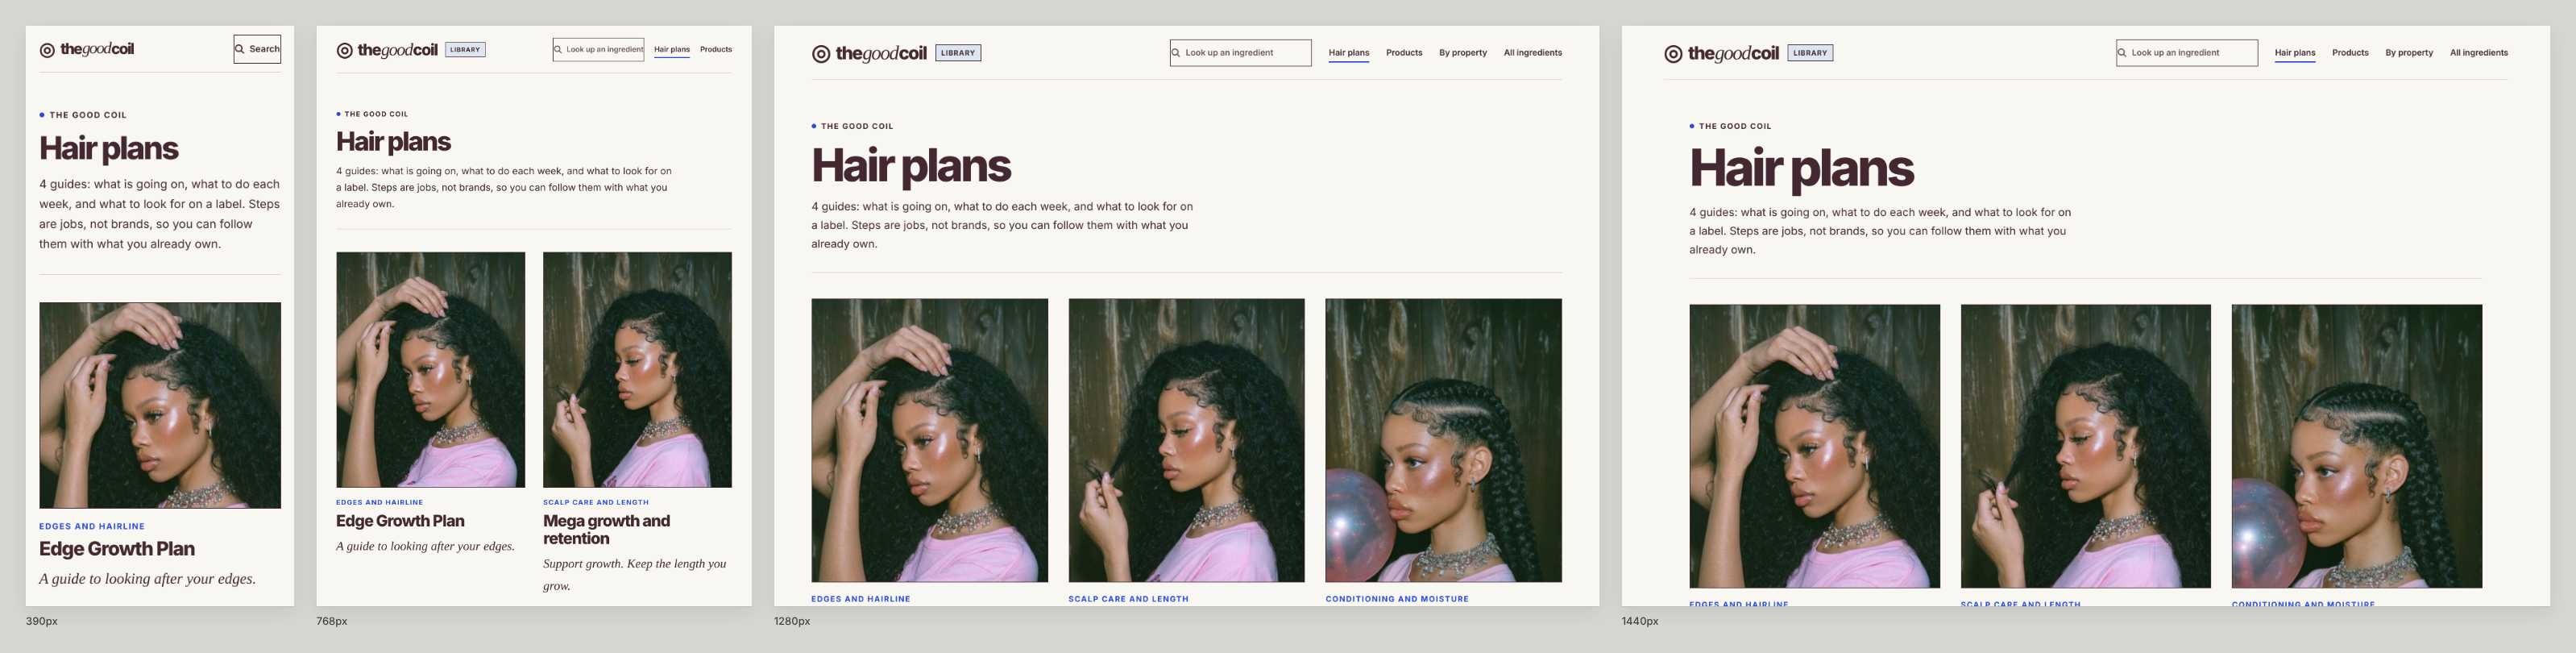 thegoodcoil
Search
THE GOOD COIL
Hair plans
4 guides: what is going on, what to do each
week, and what to look for on a label. Steps
are jobs, not brands, so you can follow
them with what you already own.
EDGES AND HAIRLINE
Edge Growth Plan
A guide to looking after your edges.
390px
thegoodcoil LIBRARY
Look up an ingredient Hair plans Products
THE GOOD COIL
Hair plans
4 guides: what is going on, what to do each week, and what to look for on
a label. Steps are jobs, not brands, so you can follow them with what you
already own.
EDGES AND HAIRLINE
Edge Growth Plan
A guide to looking after your edges.
SCALP CARE AND LENGTH
Mega growth and
retention
Support growth. Keep the length you
grow.
768px
thegoodcoil LIBRARY
Look up an ingredient Hair plans Products By property All ingredients
THE GOOD COIL
Hair plans
4 guides: what is going on, what to do each week, and what to look for on
a label. Steps are jobs, not brands, so you can follow them with what you
already own.
EDGES AND HAIRLINE
SCALP CARE AND LENGTH
CONDITIONING AND MOISTURE
1280px
thegoodcoil LIBRARY
Look up an ingredient Hair plans Products By property All ingredients
THE GOOD COIL
Hair plans
4 guides: what is going on, what to do each week, and what to look for on
a label. Steps are jobs, not brands, so you can follow them with what you
already own.
EDGES AND HAIRLINE
SCALP CARE AND LENGTH
CONDITIONING AND MOISTURE
1440px